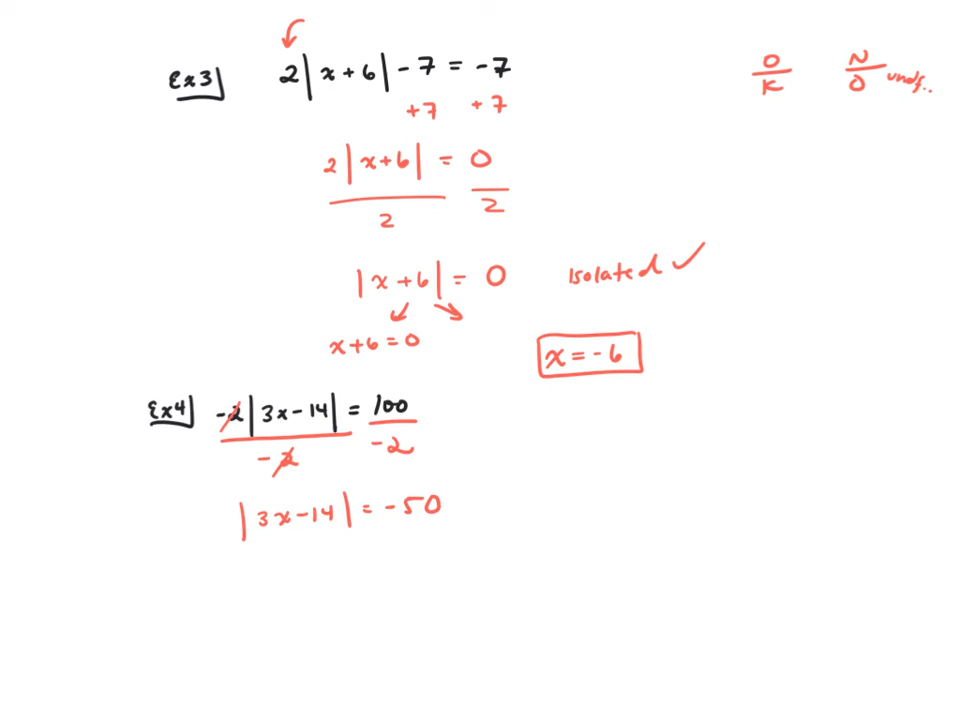 Ex3] 2|x+6| - 7 = -7
+7 +7
0/K N/0 undf..
2|x+6| = 0
2 2
|x+6| = 0 Isolated ✓
x+6=0
x = -6
Ex4] -2|3x-14| = 100
-2 -2
|3x-14| = -50